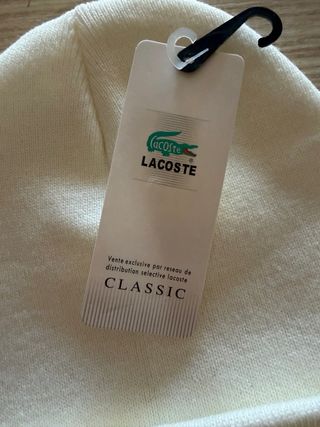 Lacoste
LACOSTE®
Vente exclusive par reseau de
distribution selective lacoste
CLASSIC